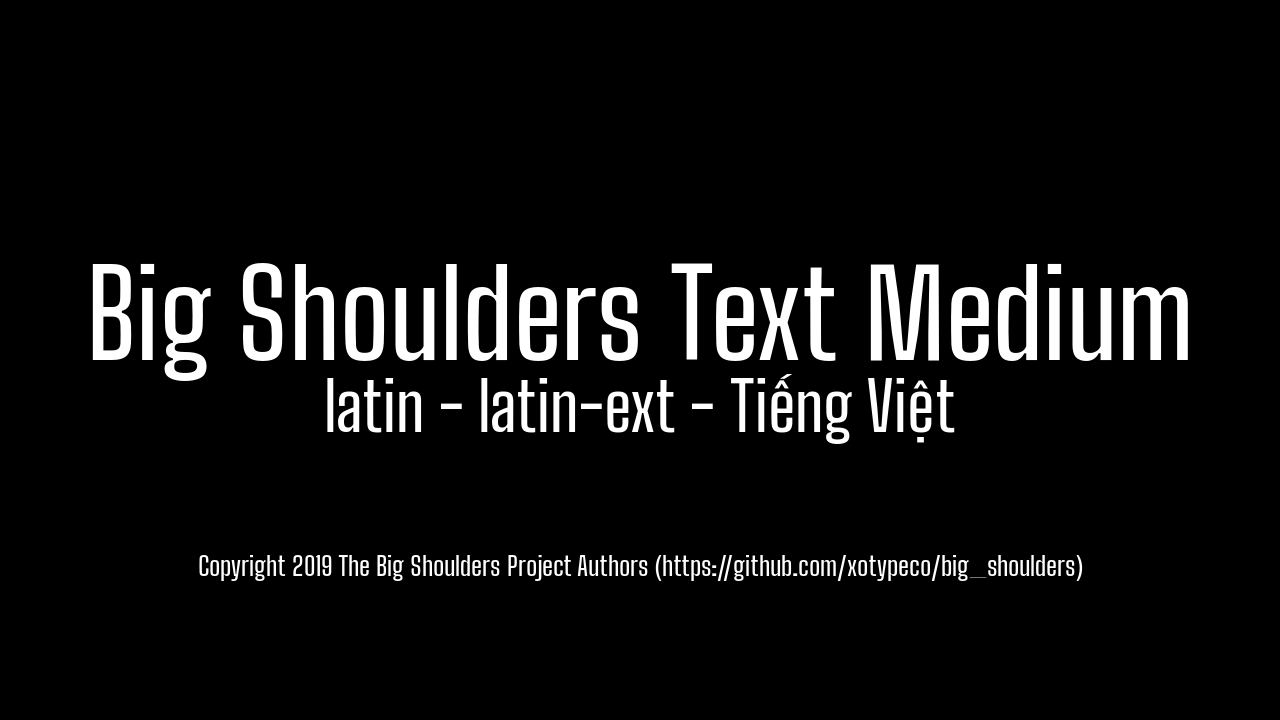 Big Shoulders Text Medium
latin - latin-ext - Tiếng Việt
Copyright 2019 The Big Shoulders Project Authors (https://github.com/xotypeco/big_shoulders)